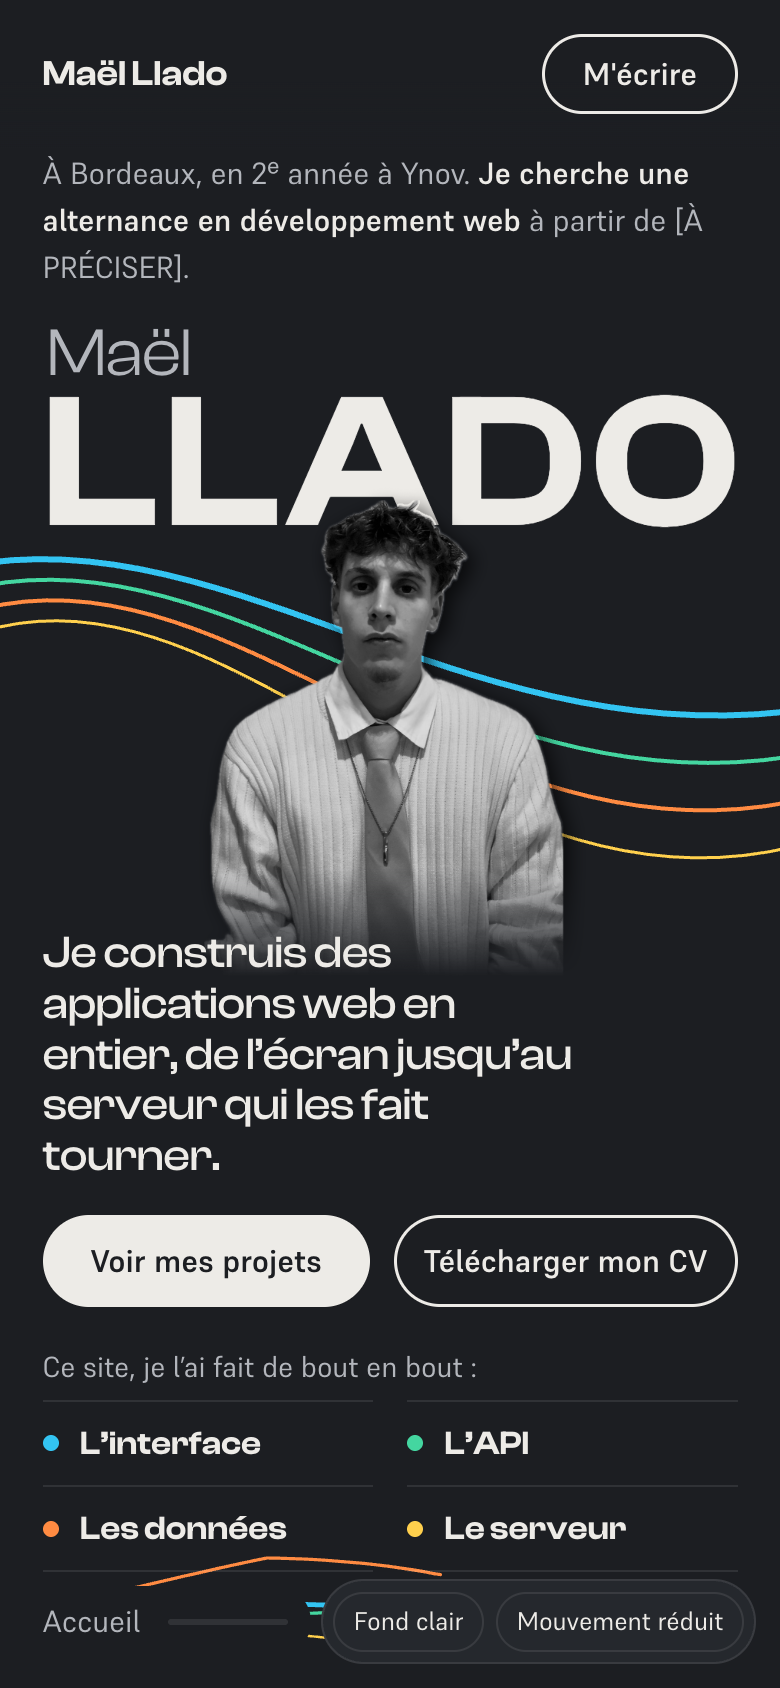 Maël Llado
M'écrire
À Bordeaux, en 2ᵉ année à Ynov. Je cherche une
alternance en développement web à partir de [À
PRÉCISER].
Maël
LLADO
Je construis des
applications web en
entier, de l’écran jusqu’au
serveur qui les fait
tourner.
Voir mes projets
Télécharger mon CV
Ce site, je l’ai fait de bout en bout :
L’interface
L’API
Les données
Le serveur
Accueil
Fond clair
Mouvement réduit